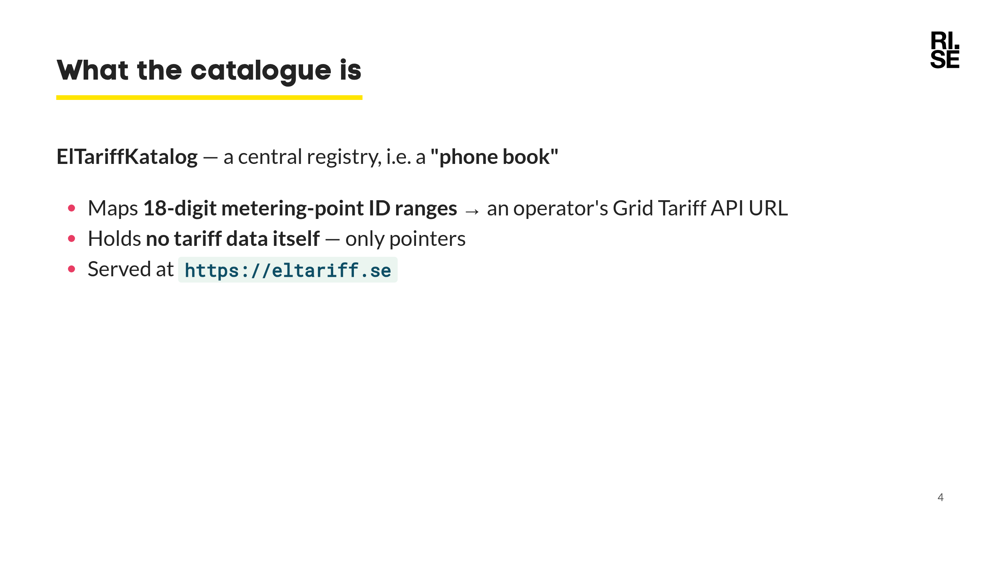 RI.
SE
What the catalogue is
ElTariffKatalog — a central registry, i.e. a "phone book"
• Maps 18-digit metering-point ID ranges → an operator's Grid Tariff API URL
• Holds no tariff data itself — only pointers
• Served at https://eltariff.se
4